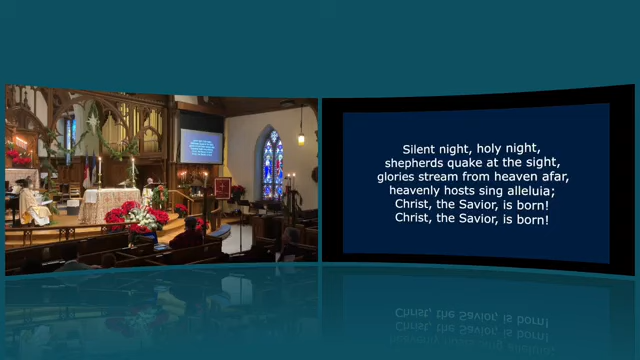 Silent night, holy night,
shepherds quake at the sight,
glories stream from heaven afar,
heavenly hosts sing alleluia;
Christ, the Savior, is born!
Christ, the Savior, is born!